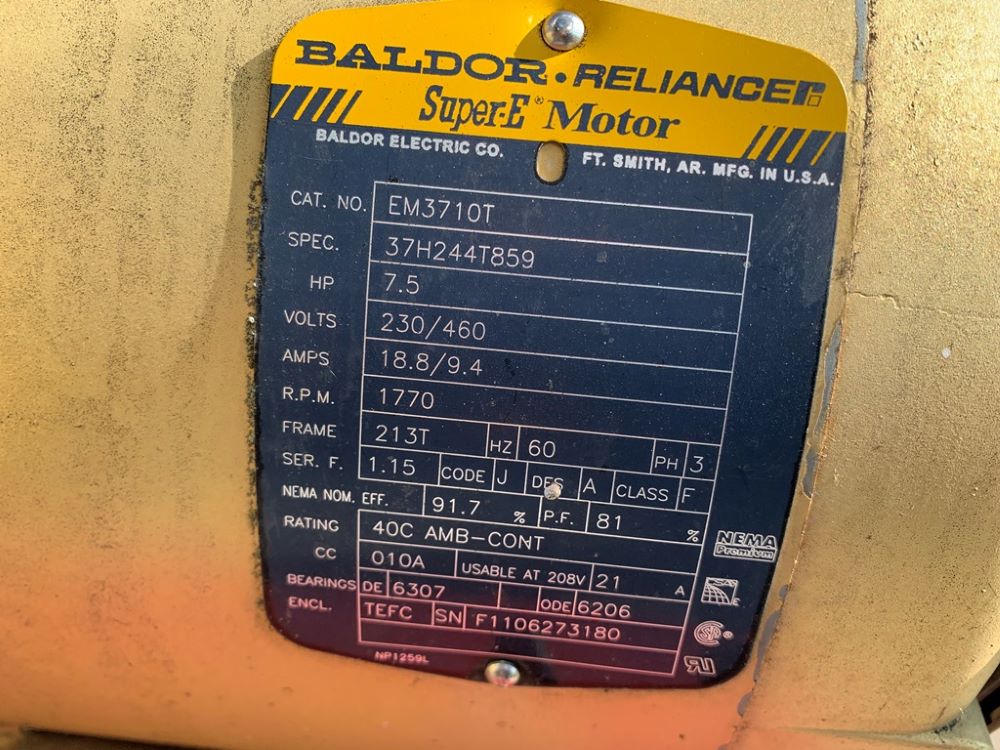 BALDOR • RELIANCER
Super-E® Motor
BALDOR ELECTRIC CO. FT. SMITH, AR. MFG. IN U.S.A.
CAT. NO. EM3710T
SPEC. 37H244T859
HP 7.5
VOLTS 230/460
AMPS 18.8/9.4
R.P.M. 1770
FRAME 213T HZ 60 PH 3
SER. F. 1.15 CODE J DES A CLASS F
NEMA NOM. EFF. 91.7 % P.F. 81 %
RATING 40C AMB-CONT
NEMA
Premium
CC 010A USABLE AT 208V 21 A
BEARINGS DE 6307 ODE 6206
ENCL. TEFC SN F1106273180
NP1259L